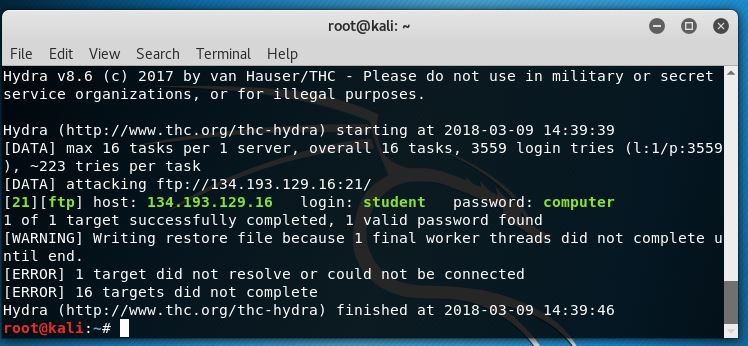 root@kali: ~
File Edit View Search Terminal Help
Hydra v8.6 (c) 2017 by van Hauser/THC - Please do not use in military or secret
service organizations, or for illegal purposes.
Hydra (http://www.thc.org/thc-hydra) starting at 2018-03-09 14:39:39
[DATA] max 16 tasks per 1 server, overall 16 tasks, 3559 login tries (l:1/p:3559
), ~223 tries per task
[DATA] attacking ftp://134.193.129.16:21/
[21][ftp] host: 134.193.129.16   login: student   password: computer
1 of 1 target successfully completed, 1 valid password found
[WARNING] Writing restore file because 1 final worker threads did not complete u
ntil end.
[ERROR] 1 target did not resolve or could not be connected
[ERROR] 16 targets did not complete
Hydra (http://www.thc.org/thc-hydra) finished at 2018-03-09 14:39:46
root@kali:~#